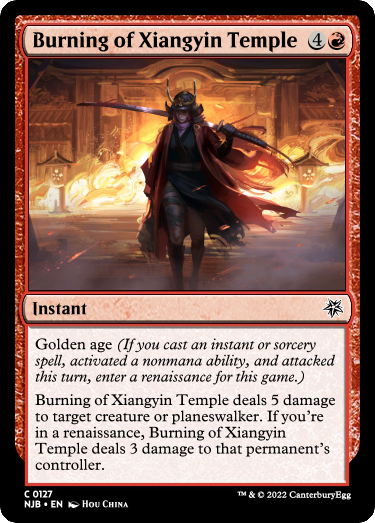 Burning of Xiangyin Temple 4
Instant
Golden age (If you cast an instant or sorcery
spell, activated a nonmana ability, and attacked
this turn, enter a renaissance for this game.)
Burning of Xiangyin Temple deals 5 damage
to target creature or planeswalker. If you're
in a renaissance, Burning of Xiangyin
Temple deals 3 damage to that permanent's
controller.
C 0127
NJB • EN Hou China
™ & © 2022 CanterburyEgg